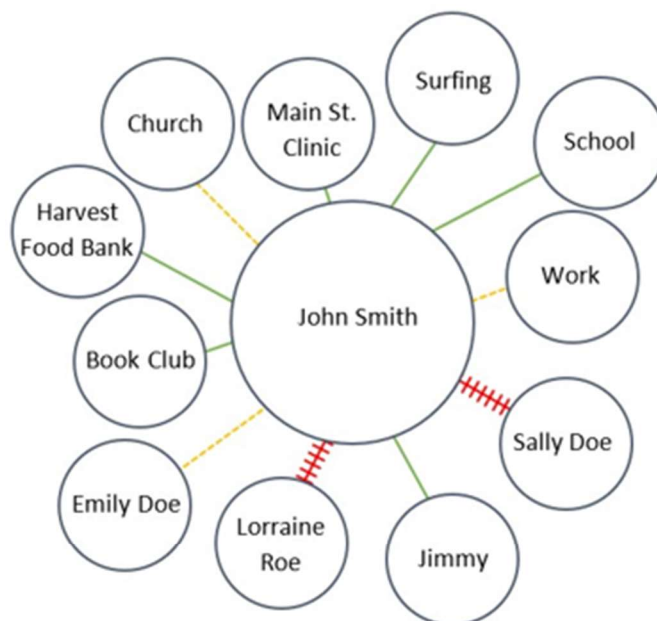 Surfing
Main St.
Clinic
Church
School
Harvest
Food Bank
Work
John Smith
Book Club
Sally Doe
Emily Doe
Lorraine
Roe
Jimmy